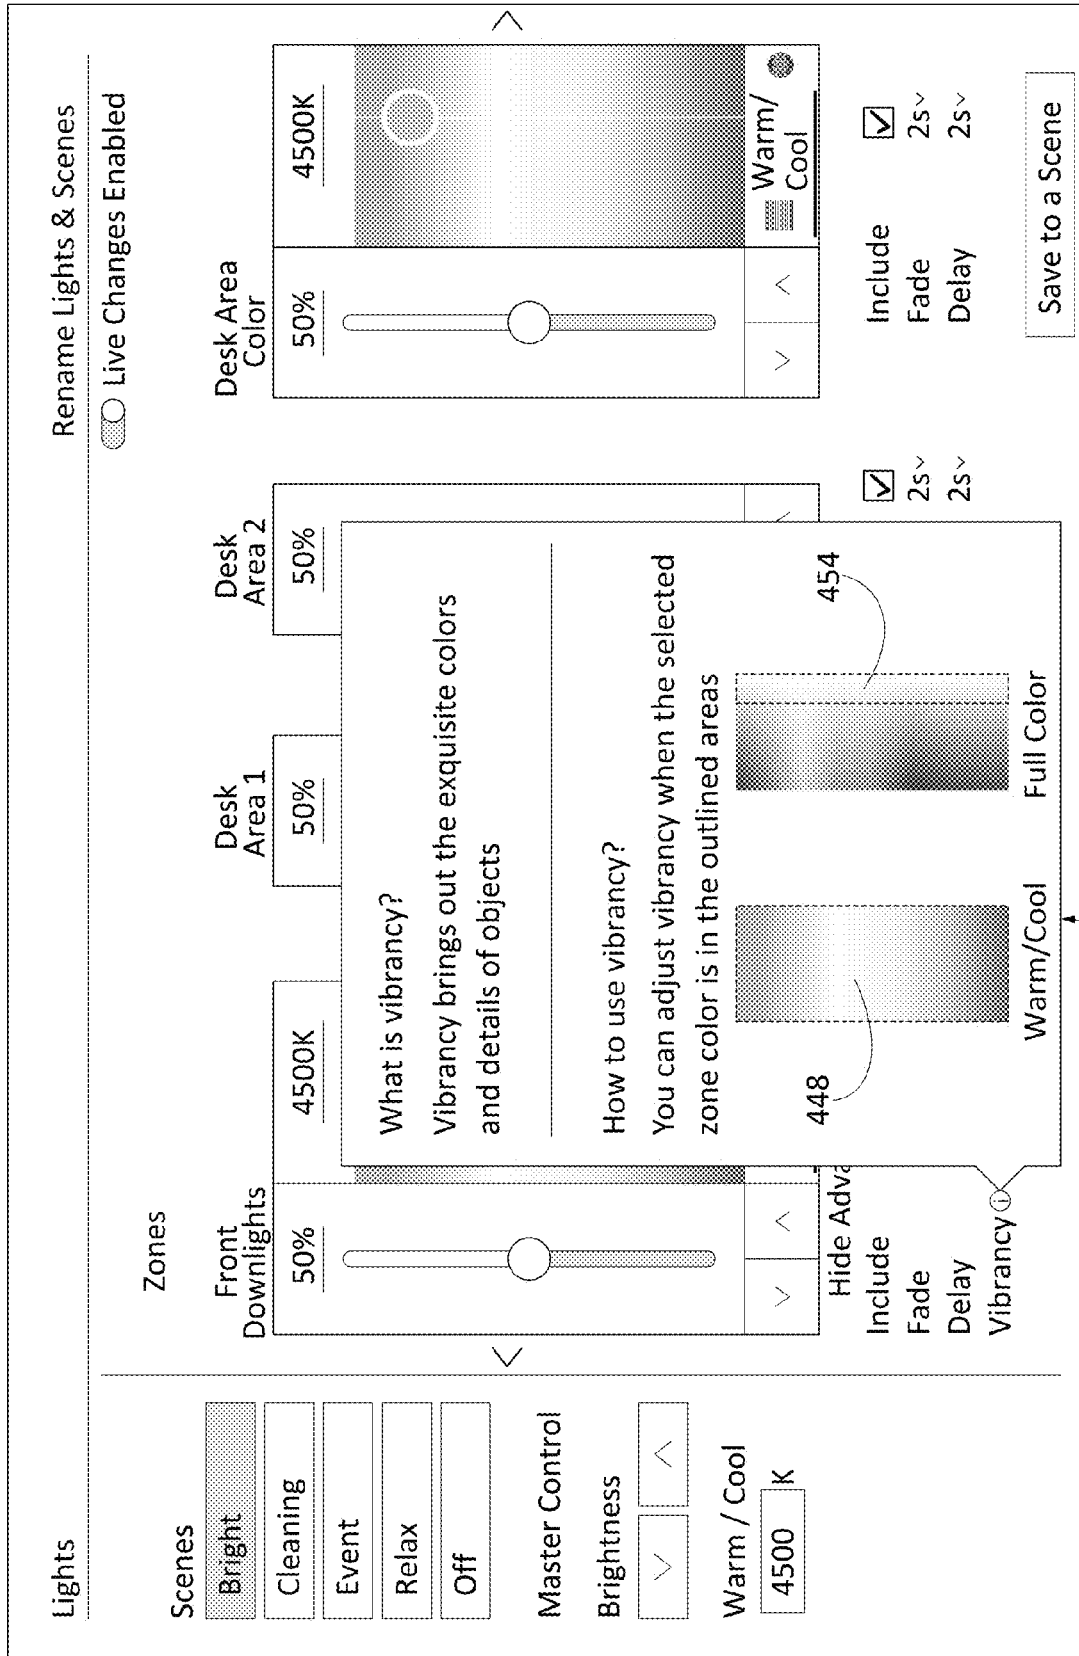 Lights
Rename Lights & Scenes
Live Changes Enabled
Scenes
Bright
Cleaning
Event
Relax
Off
Master Control
Brightness
Warm / Cool
4500 K
Zones
Front
Downlights
50%
4500K
Desk
Area 1
50%
Desk
Area 2
50%
Desk Area
Color
50%
4500K
Warm/
Cool
Hide Adva
Include
Fade
Delay
Vibrancy i
What is vibrancy?
Vibrancy brings out the exquisite colors
and details of objects
How to use vibrancy?
You can adjust vibrancy when the selected
zone color is in the outlined areas
448
454
Warm/Cool
Full Color
2s
2s
Include
Fade 2s
Delay 2s
Save to a Scene